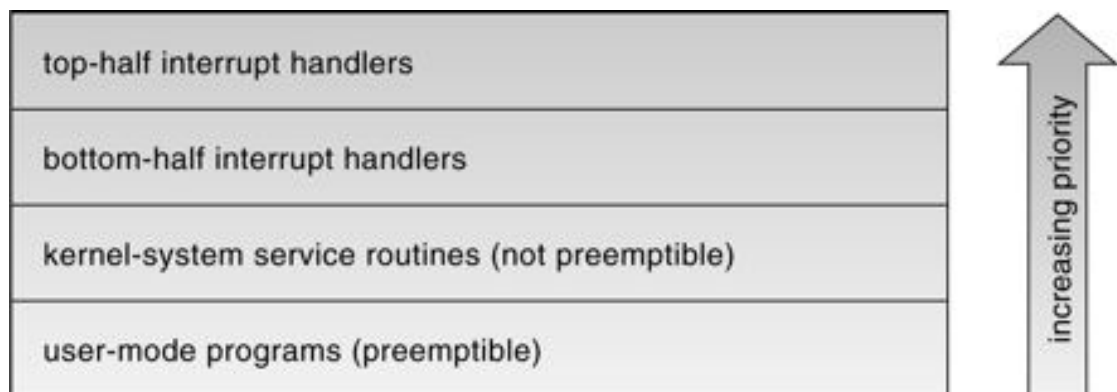 top-half interrupt handlers
bottom-half interrupt handlers
kernel-system service routines (not preemptible)
user-mode programs (preemptible)
increasing priority